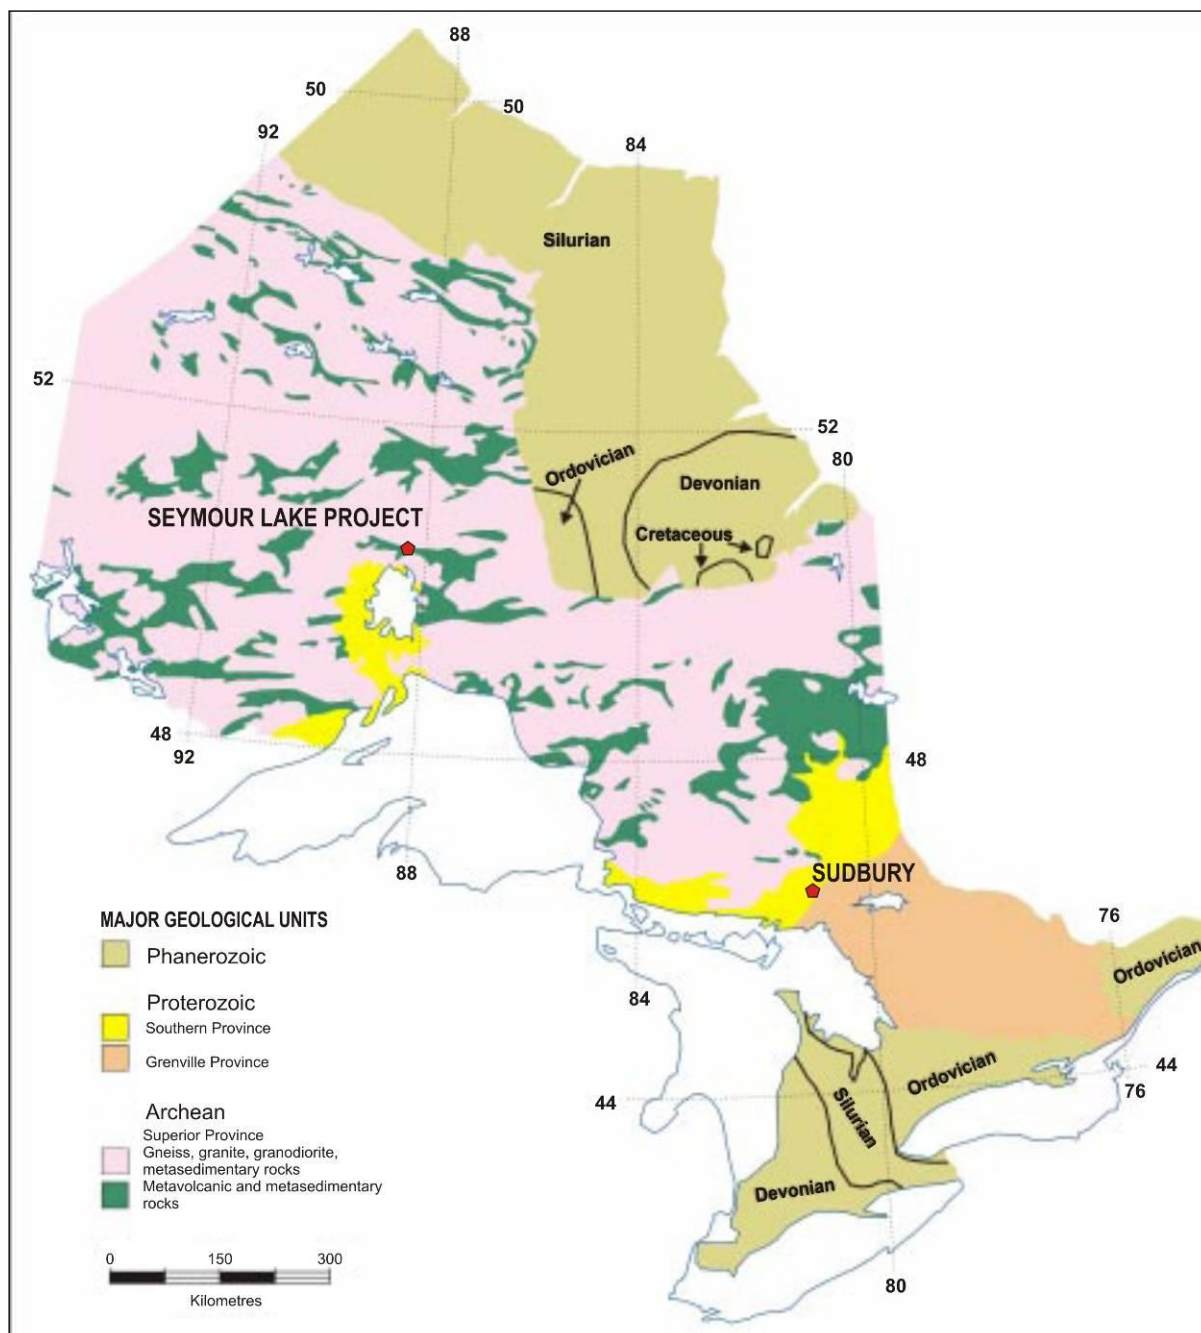 88
50
50
92
84
Silurian
52
52
80
Ordovician
Devonian
SEYMOUR LAKE PROJECT
Cretaceous
48
92
48
88
SUDBURY
MAJOR GEOLOGICAL UNITS
Phanerozoic
Proterozoic
Southern Province
Grenville Province
Archean
Superior Province
Gneiss, granite, granodiorite,
metasedimentary rocks
Metavolcanic and metasedimentary
rocks
0 150 300
Kilometres
76
Ordovician
84
44
76
Ordovician
44
Silurian
Devonian
80